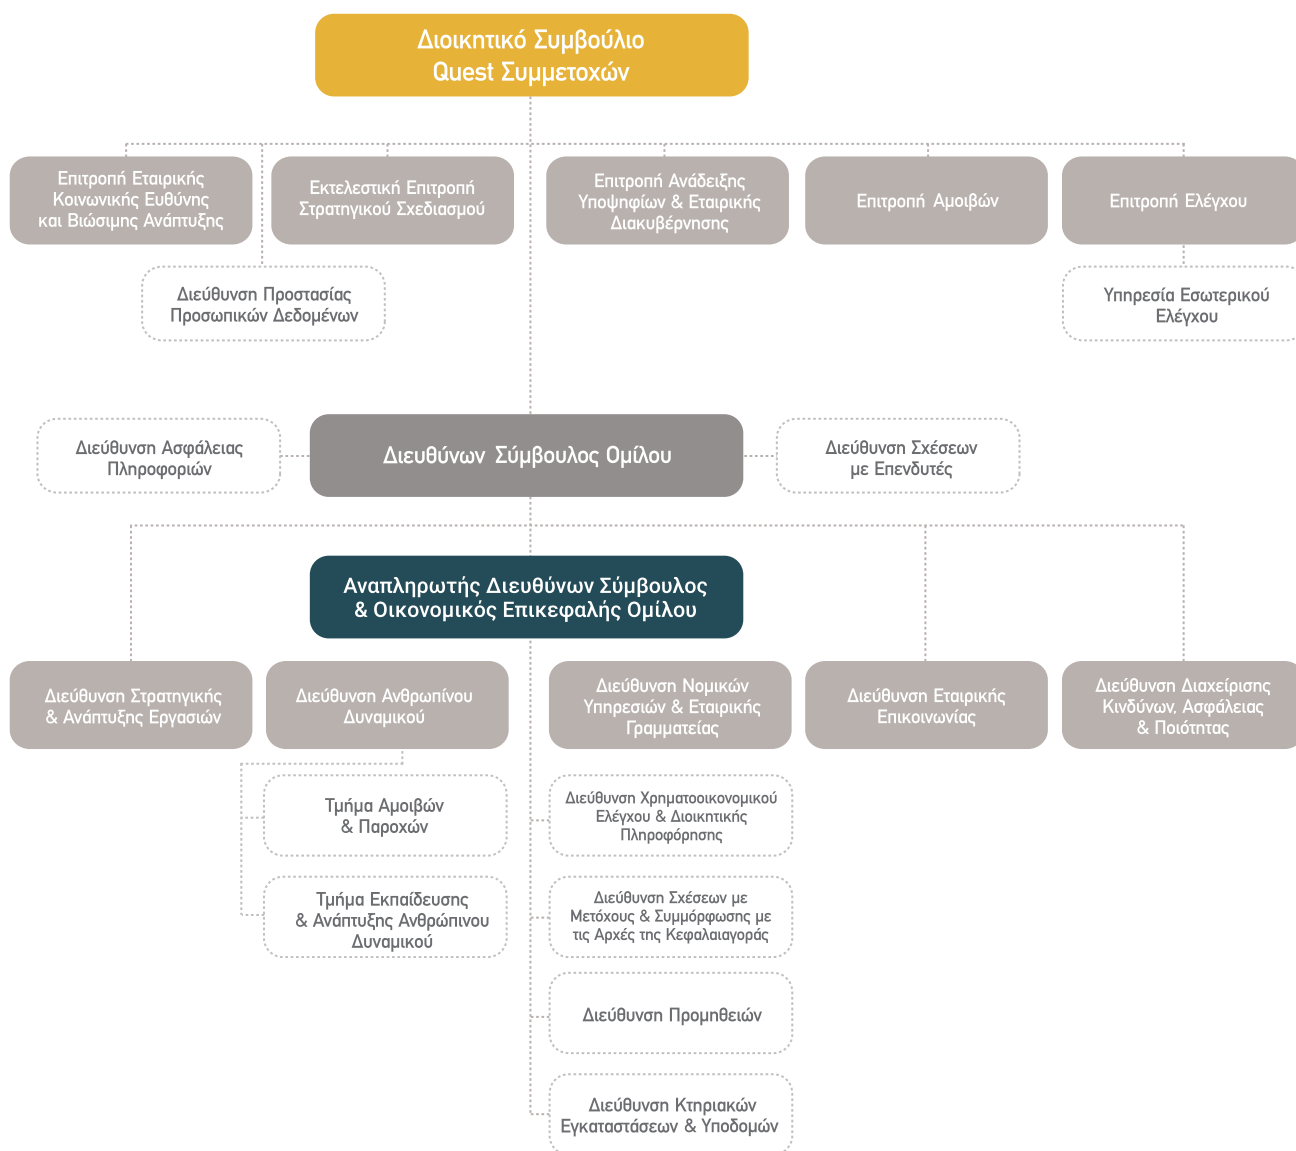 Διοικητικό Συμβούλιο
Quest Συμμετοχών
Επιτροπή Εταιρικής
Κοινωνικής Ευθύνης
και Βιώσιμης Ανάπτυξης
Εκτελεστική Επιτροπή
Στρατηγικού Σχεδιασμού
Επιτροπή Ανάδειξης
Υποψηφίων & Εταιρικής
Διακυβέρνησης
Επιτροπή Αμοιβών
Επιτροπή Ελέγχου
Διεύθυνση Προστασίας
Προσωπικών Δεδομένων
Υπηρεσία Εσωτερικού
Ελέγχου
Διεύθυνση Ασφάλειας
Πληροφοριών
Διευθύνων Σύμβουλος Ομίλου
Διεύθυνση Σχέσεων
με Επενδυτές
Αναπληρωτής Διευθύνων Σύμβουλος
& Οικονομικός Επικεφαλής Ομίλου
Διεύθυνση Στρατηγικής
& Ανάπτυξης Εργασιών
Διεύθυνση Ανθρωπίνου
Δυναμικού
Διεύθυνση Νομικών
Υπηρεσιών & Εταιρικής
Γραμματείας
Διεύθυνση Εταιρικής
Επικοινωνίας
Διεύθυνση Διαχείρισης
Κινδύνων, Ασφάλειας
& Ποιότητας
Τμήμα Αμοιβών
& Παροχών
Τμήμα Εκπαίδευσης
& Ανάπτυξης Ανθρώπινου
Δυναμικού
Διεύθυνση Χρηματοοικονομικού
Ελέγχου & Διοικητικής
Πληροφόρησης
Διεύθυνση Σχέσεων με
Μετόχους & Συμμόρφωσης με
τις Αρχές της Κεφαλαιαγοράς
Διεύθυνση Προμηθειών
Διεύθυνση Κτηριακών
Εγκαταστάσεων & Υποδομών